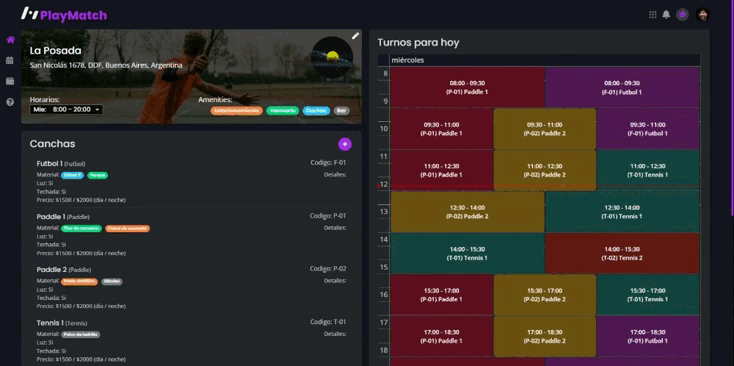 PlayMatch
La Posada
San Nicolás 1678, DDF, Buenos Aires, Argentina
Horarios:
Mie: 8:00 - 20:00
Amenities:
Estacionamiento Vestuario Duchas Bar
Canchas
+
Futbol 1 (Futbol)
Codigo: F-01
Material:
Detalles:
Luz: Si
Techada: Si
Precio: $1500 / $2000 (dia / noche)
Paddle 1 (Paddle)
Codigo: P-01
Material: Piso de cemento Pared de cemento
Detalles:
Luz: Si
Techada: Si
Precio: $1500 / $2000 (dia / noche)
Paddle 2 (Paddle)
Codigo: P-02
Material: Blindex
Detalles:
Luz: Si
Techada: Si
Precio: $1500 / $2000 (dia / noche)
Tennis 1 (Tennis)
Codigo: T-01
Material: Polvo de ladrillo
Detalles:
Luz: Si
Techada: Si
Precio: $1500 / $2000 (dia / noche)
Turnos para hoy
miércoles
8
08:00 - 09:30
(P-01) Paddle 1
08:00 - 09:30
(F-01) Futbol 1
9
09:30 - 11:00
(P-01) Paddle 1
09:30 - 11:00
(P-02) Paddle 2
09:30 - 11:00
(F-01) Futbol 1
10
11
11:00 - 12:30
(P-01) Paddle 1
11:00 - 12:30
(P-02) Paddle 2
11:00 - 12:30
(T-01) Tennis 1
12
12:30 - 14:00
(P-02) Paddle 2
12:30 - 14:00
(T-01) Tennis 1
13
14
14:00 - 15:30
(T-01) Tennis 1
14:00 - 15:30
(T-02) Tennis 2
15
15:30 - 17:00
(P-01) Paddle 1
15:30 - 17:00
(P-02) Paddle 2
15:30 - 17:00
(T-01) Tennis 1
16
17
17:00 - 18:30
(P-01) Paddle 1
17:00 - 18:30
(P-02) Paddle 2
17:00 - 18:30
(F-01) Futbol 1
18